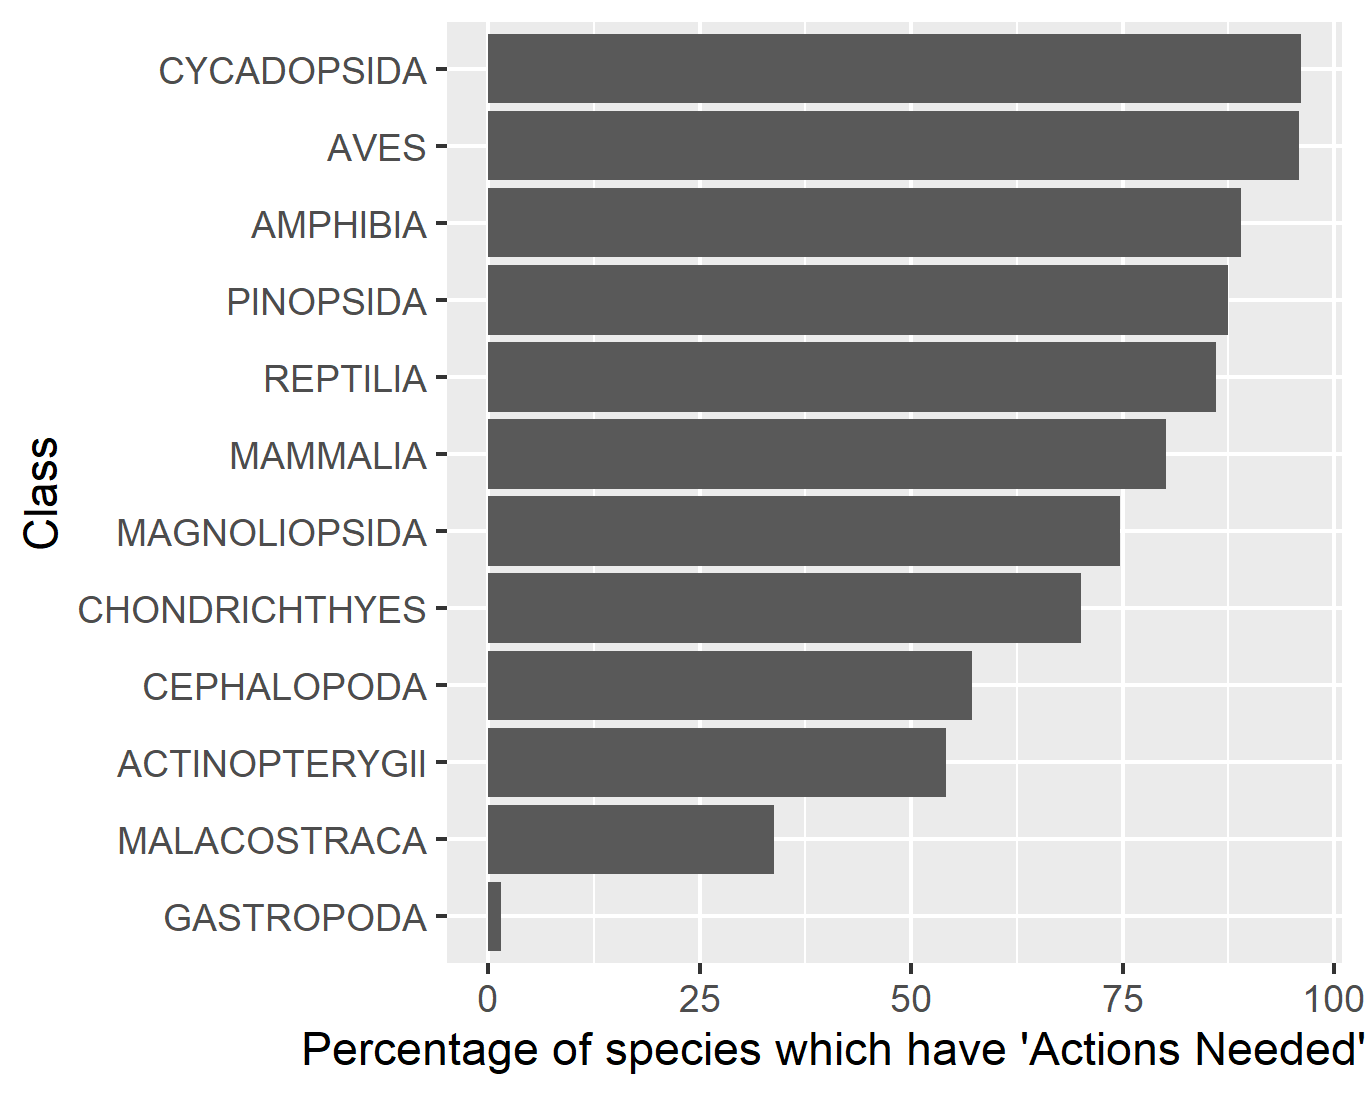 CYCADOPSIDA
AVES
AMPHIBIA
PINOPSIDA
REPTILIA
MAMMALIA
MAGNOLIOPSIDA
CHONDRICHTHYES
CEPHALOPODA
ACTINOPTERYGII
MALACOSTRACA
GASTROPODA
Class
0 25 50 75 100
Percentage of species which have 'Actions Needed'